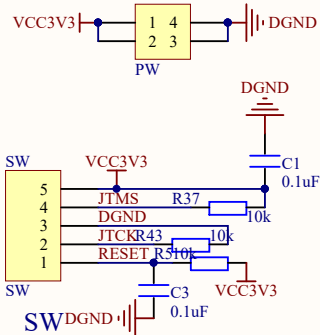 VCC3V3 1 4 DGND
2 3
PW
DGND
SW VCC3V3 C1
0.1uF
5
4 JTMS R37 10k
3 DGND
2 JTCK R43 10k
1 RESET R5 10k
SW C3 VCC3V3
0.1uF
SW DGND